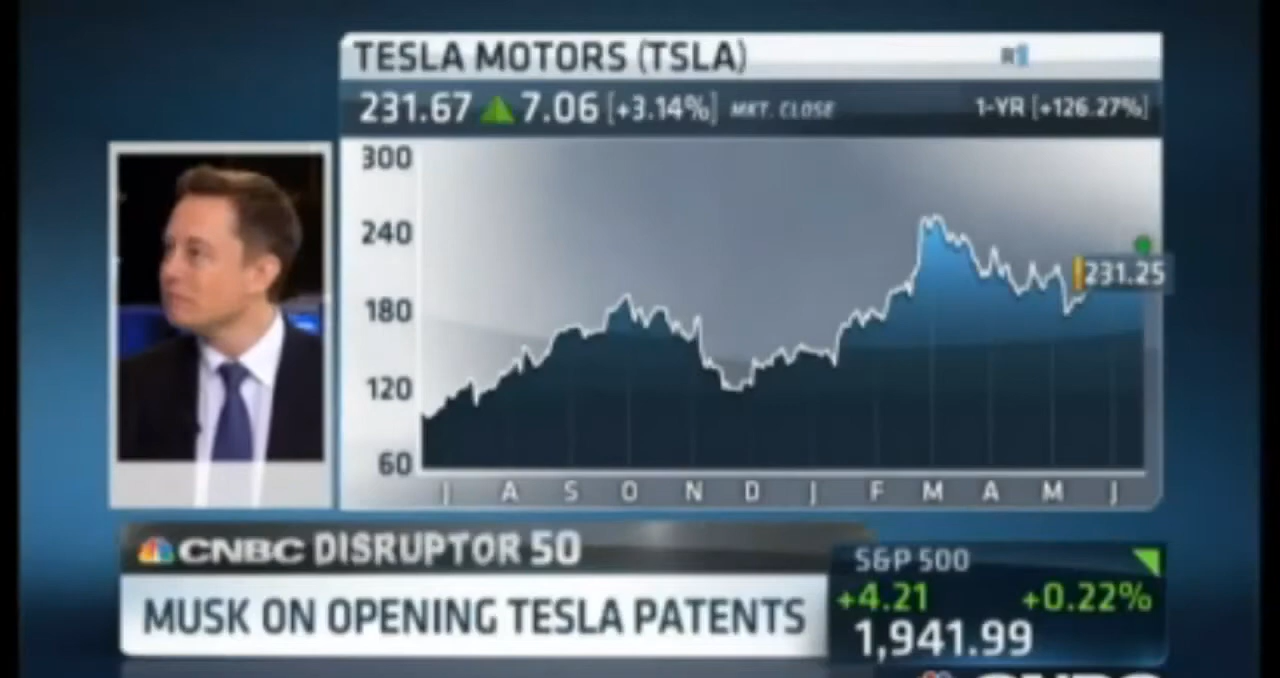 TESLA MOTORS (TSLA)
231.67 ▲ 7.06 [+3.14%] MKT. CLOSE 1-YR [+126.27%]
300
240
231.25
180
120
60
J A S O N D J F M A M J
CNBC DISRUPTOR 50
MUSK ON OPENING TESLA PATENTS
S&P 500
+4.21 +0.22%
1,941.99
CNBC